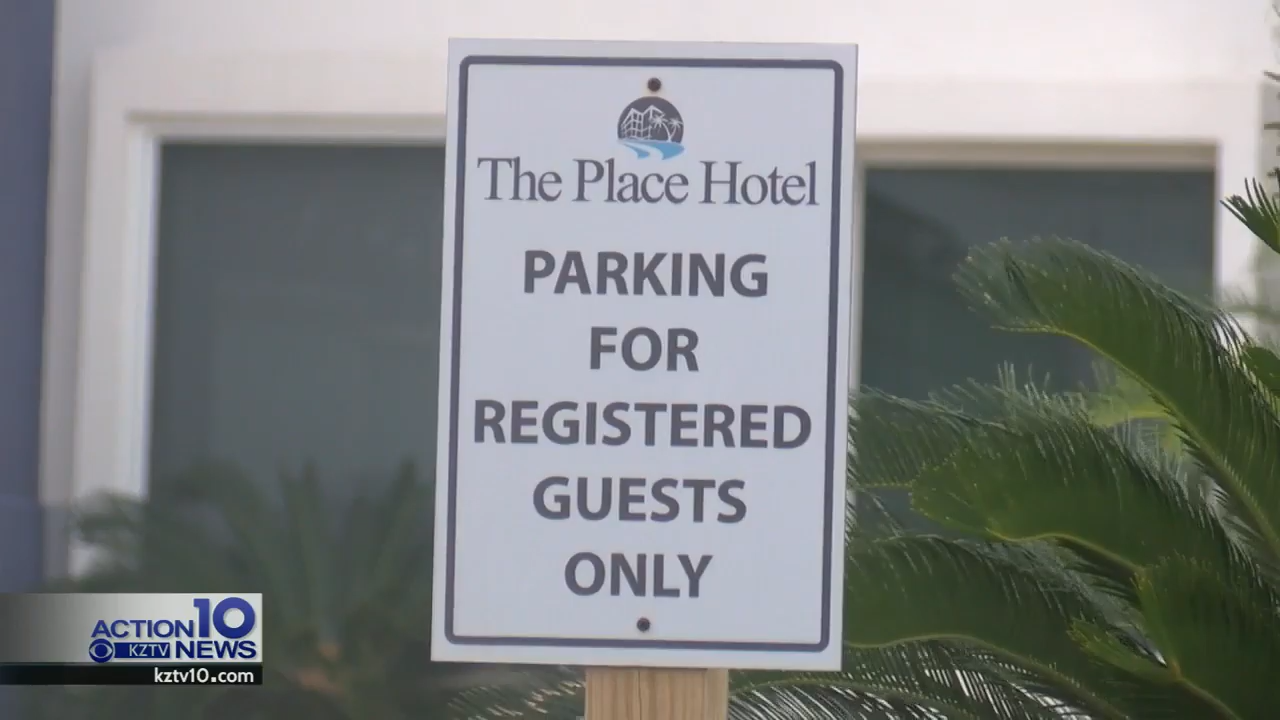 The Place Hotel
PARKING
FOR
REGISTERED
GUESTS
ONLY
ACTION 10
KZTV NEWS
kztv10.com